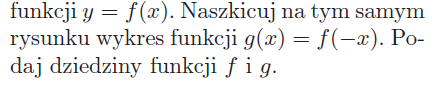 funkcji y = f(x). Naszkicuj na tym samym
rysunku wykres funkcji g(x) = f(−x). Po-
daj dziedziny funkcji f i g.